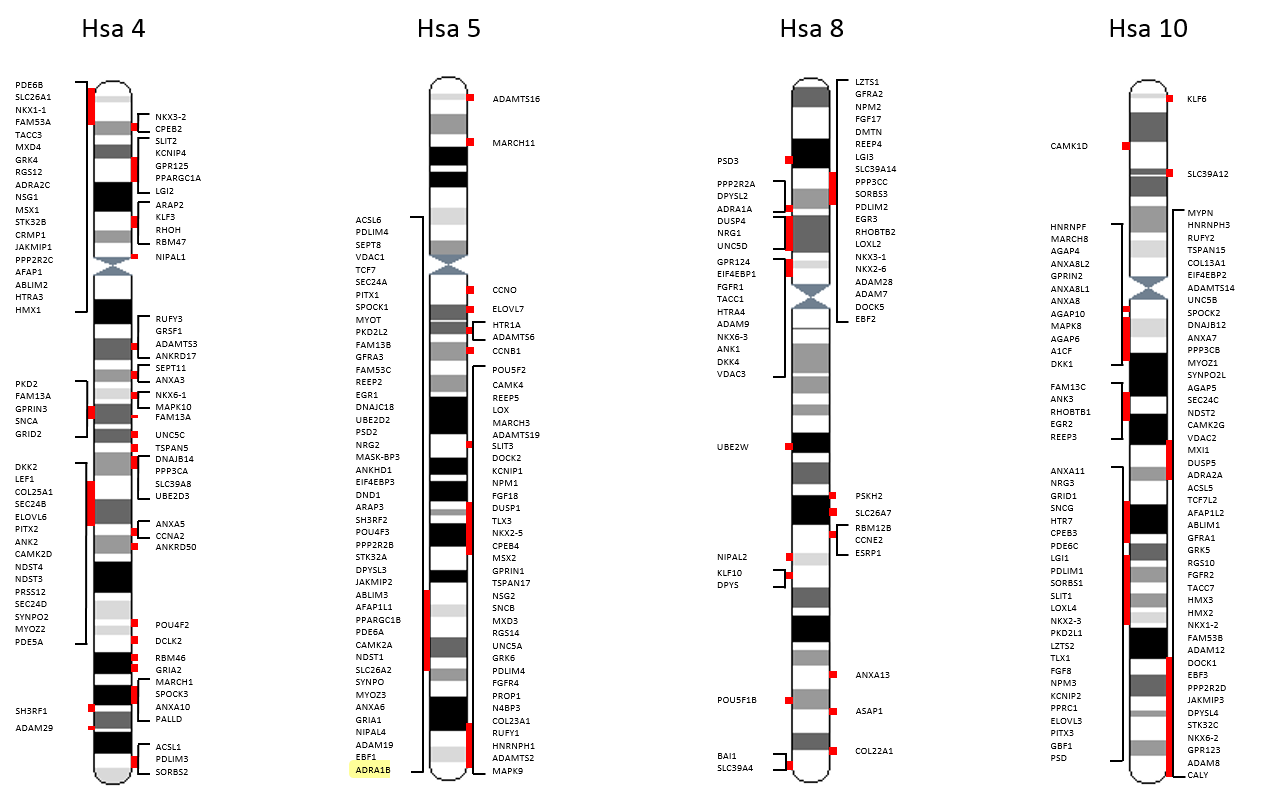 Hsa 4
PDE6B
SLC26A1
NKX1-1
FAM53A
TACC3
MXD4
GRK4
RGS12
ADRA2C
NSG1
MSX1
STK32B
CRMP1
JAKMIP1
PPP2R2C
AFAP1
ABLIM2
HTRA3
HMX1
PKD2
FAM13A
GPRIN3
SNCA
GRID2
DKK2
LEF1
COL25A1
SEC24B
ELOVL6
PITX2
ANK2
CAMK2D
NDST4
NDST3
PRSS12
SEC24D
SYNPO2
MYOZ2
PDE5A
SH3RF1
ADAM29
NKX3-2
CPEB2
SLIT2
KCNIP4
GPR125
PPARGC1A
LGI2
ARAP2
KLF3
RHOH
RBM47
NIPAL1
RUFY3
GRSF1
ADAMTS3
ANKRD17
SEPT11
ANXA3
NKX6-1
MAPK10
FAM13A
UNC5C
TSPAN5
DNAJB14
PPP3CA
SLC39A8
UBE2D3
ANXA5
CCNA2
ANKRD50
POU4F2
DCLK2
RBM46
GRIA2
MARCH1
SPOCK3
ANXA10
PALLD
ACSL1
PDLIM3
SORBS2
Hsa 5
ACSL6
PDLIM4
SEPT8
VDAC1
TCF7
SEC24A
PITX1
SPOCK1
MYOT
PKD2L2
FAM13B
GFRA3
FAM53C
REEP2
EGR1
DNAJC18
UBE2D2
PSD2
NRG2
MASK-BP3
ANKHD1
EIF4EBP3
DND1
ARAP3
SH3RF2
POU4F3
PPP2R2B
STK32A
DPYSL3
JAKMIP2
ABLIM3
AFAP1L1
PPARGC1B
PDE6A
CAMK2A
NDST1
SLC26A2
SYNPO
MYOZ3
ANXA6
GRIA1
NIPAL4
ADAM19
EBF1
ADRA1B
ADAMTS16
MARCH11
CCNO
ELOVL7
HTR1A
ADAMTS6
CCNB1
POU5F2
CAMK4
REEP5
LOX
MARCH3
ADAMTS19
SLIT3
DOCK2
KCNIP1
NPM1
FGF18
DUSP1
TLX3
NKX2-5
CPEB4
MSX2
GPRIN1
TSPAN17
NSG2
SNCB
MXD3
RGS14
UNC5A
GRK6
PDLIM4
FGFR4
PROP1
N4BP3
COL23A1
RUFY1
HNRNPH1
ADAMTS2
MAPK9
Hsa 8
PSD3
PPP2R2A
DPYSL2
ADRA1A
DUSP4
NRG1
UNC5D
GPR124
EIF4EBP1
FGFR1
TACC1
HTRA4
ADAM9
NKX6-3
ANK1
DKK4
VDAC3
UBE2W
NIPAL2
KLF10
DPYS
POU5F1B
BAI1
SLC39A4
LZTS1
GFRA2
NPM2
FGF17
DMTN
REEP4
LGI3
SLC39A14
PPP3CC
SORBS3
PDLIM2
EGR3
RHOBTB2
LOXL2
NKX3-1
NKX2-6
ADAM28
ADAM7
DOCK5
EBF2
PSKH2
SLC26A7
RBM12B
CCNE2
ESRP1
ANXA13
ASAP1
COL22A1
Hsa 10
CAMK1D
HNRNPF
MARCH8
AGAP4
ANXA8L2
GPRIN2
ANXA8L1
ANXA8
AGAP10
MAPK8
AGAP6
A1CF
DKK1
FAM13C
ANK3
RHOBTB1
EGR2
REEP3
ANXA11
NRG3
GRID1
SNCG
HTR7
CPEB3
PDE6C
LGI1
PDLIM1
SORBS1
SLIT1
LOXL4
NKX2-3
PKD2L1
LZTS2
TLX1
FGF8
NPM3
KCNIP2
PPRC1
ELOVL3
PITX3
GBF1
PSD
KLF6
SLC39A12
MYPN
HNRNPH3
RUFY2
TSPAN15
COL13A1
EIF4EBP2
ADAMTS14
UNC5B
SPOCK2
DNAJB12
ANXA7
PPP3CB
MYOZ1
SYNPO2L
AGAP5
SEC24C
NDST2
CAMK2G
VDAC2
MXI1
DUSP5
ADRA2A
ACSL5
TCF7L2
AFAP1L2
ABLIM1
GFRA1
GRK5
RGS10
FGFR2
TACC7
HMX3
HMX2
NKX1-2
FAM53B
ADAM12
DOCK1
EBF3
PPP2R2D
JAKMIP3
DPYSL4
STK32C
NKX6-2
GPR123
ADAM8
CALY